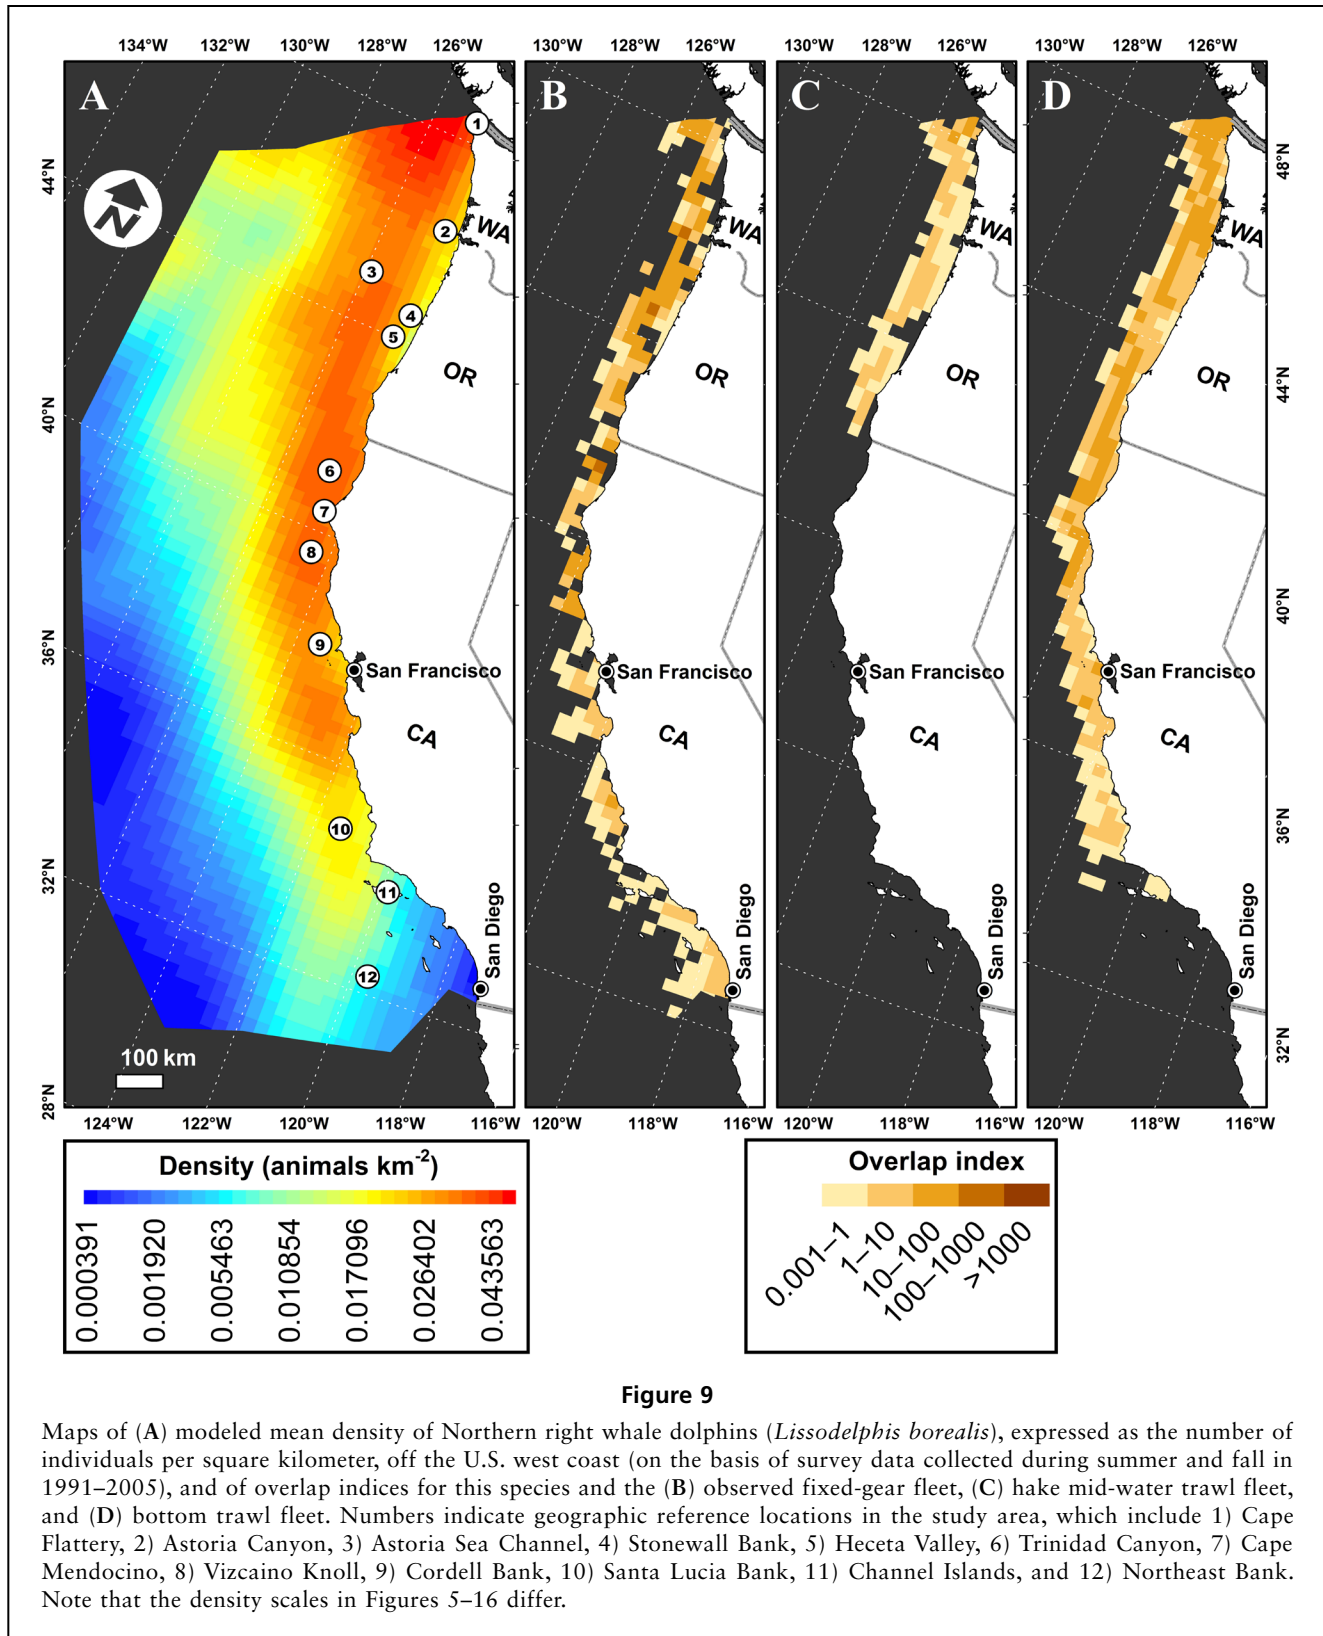 134°W 132°W 130°W 128°W 126°W 130°W 128°W 126°W 130°W 128°W 126°W 130°W 128°W 126°W
A B C D
N
44°N
40°N
36°N
32°N
28°N
1
2
3
4
5
6
7
8
9
10
11
12
WA
OR
San Francisco
CA
San Diego
100 km
WA
OR
San Francisco
CA
San Diego
WA
OR
San Francisco
CA
San Diego
WA
OR
San Francisco
CA
San Diego
48°N
44°N
40°N
36°N
32°N
124°W 122°W 120°W 118°W 116°W 120°W 118°W 116°W 120°W 118°W 116°W 120°W 118°W 116°W
Density (animals km-2)
0.000391
0.001920
0.005463
0.010854
0.017096
0.026402
0.043563
Overlap index
0.001–1
1–10
10–100
100–1000
>1000
Figure 9
Maps of (A) modeled mean density of Northern right whale dolphins (Lissodelphis borealis), expressed as the number of
individuals per square kilometer, off the U.S. west coast (on the basis of survey data collected during summer and fall in
1991–2005), and of overlap indices for this species and the (B) observed fixed-gear fleet, (C) hake mid-water trawl fleet,
and (D) bottom trawl fleet. Numbers indicate geographic reference locations in the study area, which include 1) Cape
Flattery, 2) Astoria Canyon, 3) Astoria Sea Channel, 4) Stonewall Bank, 5) Heceta Valley, 6) Trinidad Canyon, 7) Cape
Mendocino, 8) Vizcaino Knoll, 9) Cordell Bank, 10) Santa Lucia Bank, 11) Channel Islands, and 12) Northeast Bank.
Note that the density scales in Figures 5–16 differ.